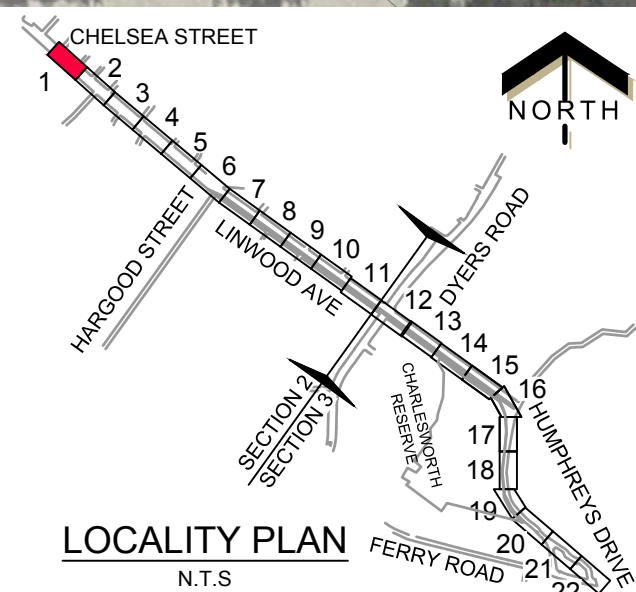 CHELSEA STREET
1
2
3
4
5
6
7
8
9
10
11
12
13
14
15
16
17
18
19
20
21
22
NORTH
HARGOOD STREET
LINWOOD AVE
DYERS ROAD
SECTION 2
SECTION 3
CHARLESWORTH
RESERVE
HUMPHREYS DRIVE
FERRY ROAD
LOCALITY PLAN
N.T.S